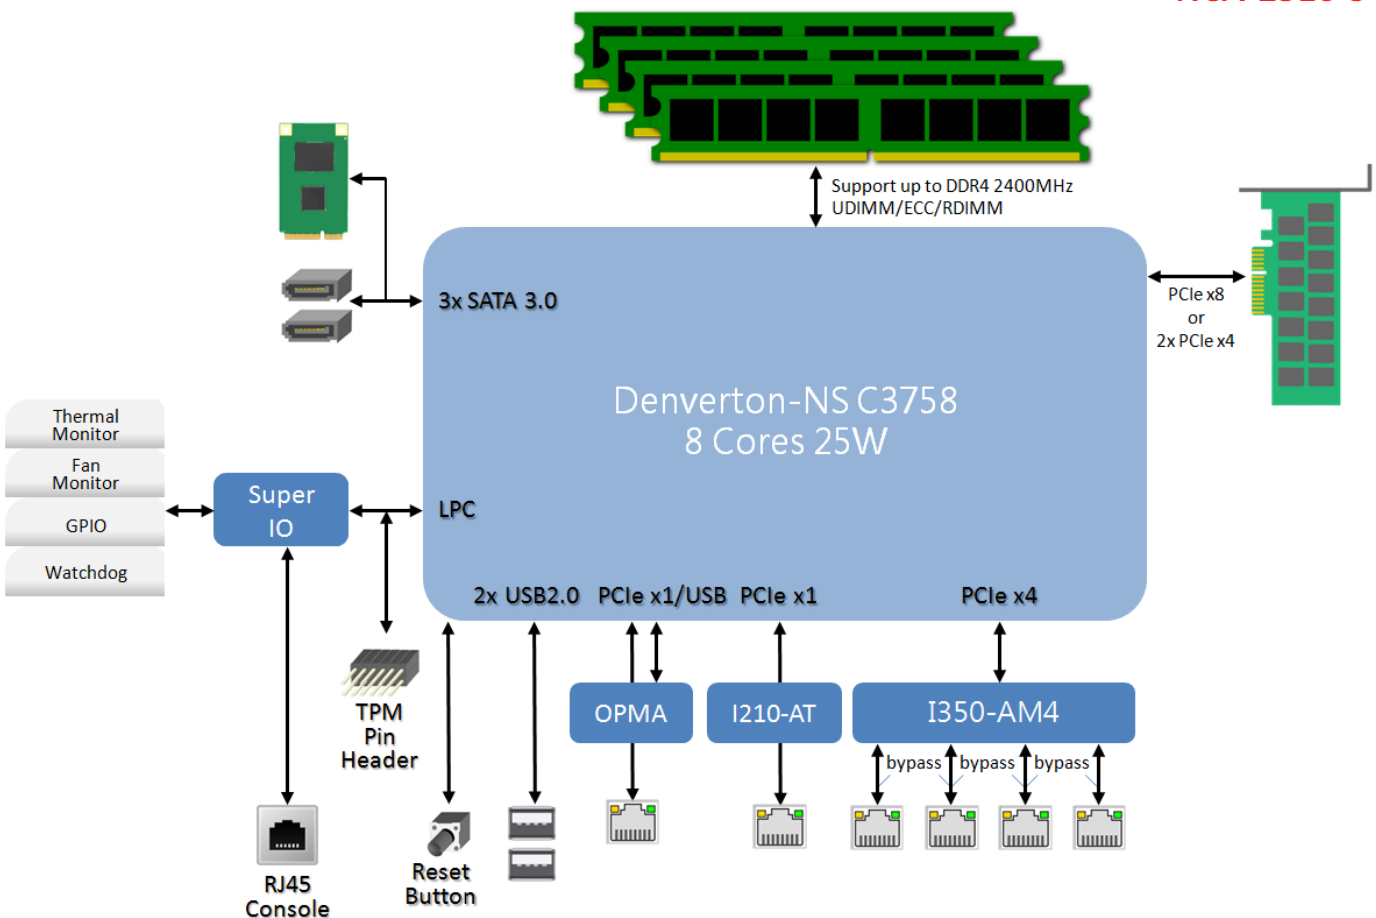 Support up to DDR4 2400MHz
UDIMM/ECC/RDIMM
3x SATA 3.0
PCIe x8
or
2x PCIe x4
Denverton-NS C3758
8 Cores 25W
Thermal
Monitor
Fan
Monitor
GPIO
Watchdog
Super
IO
LPC
2x USB2.0
PCIe x1/USB
PCIe x1
PCIe x4
TPM
Pin
Header
OPMA
I210-AT
I350-AM4
bypass
bypass
bypass
RJ45
Console
Reset
Button